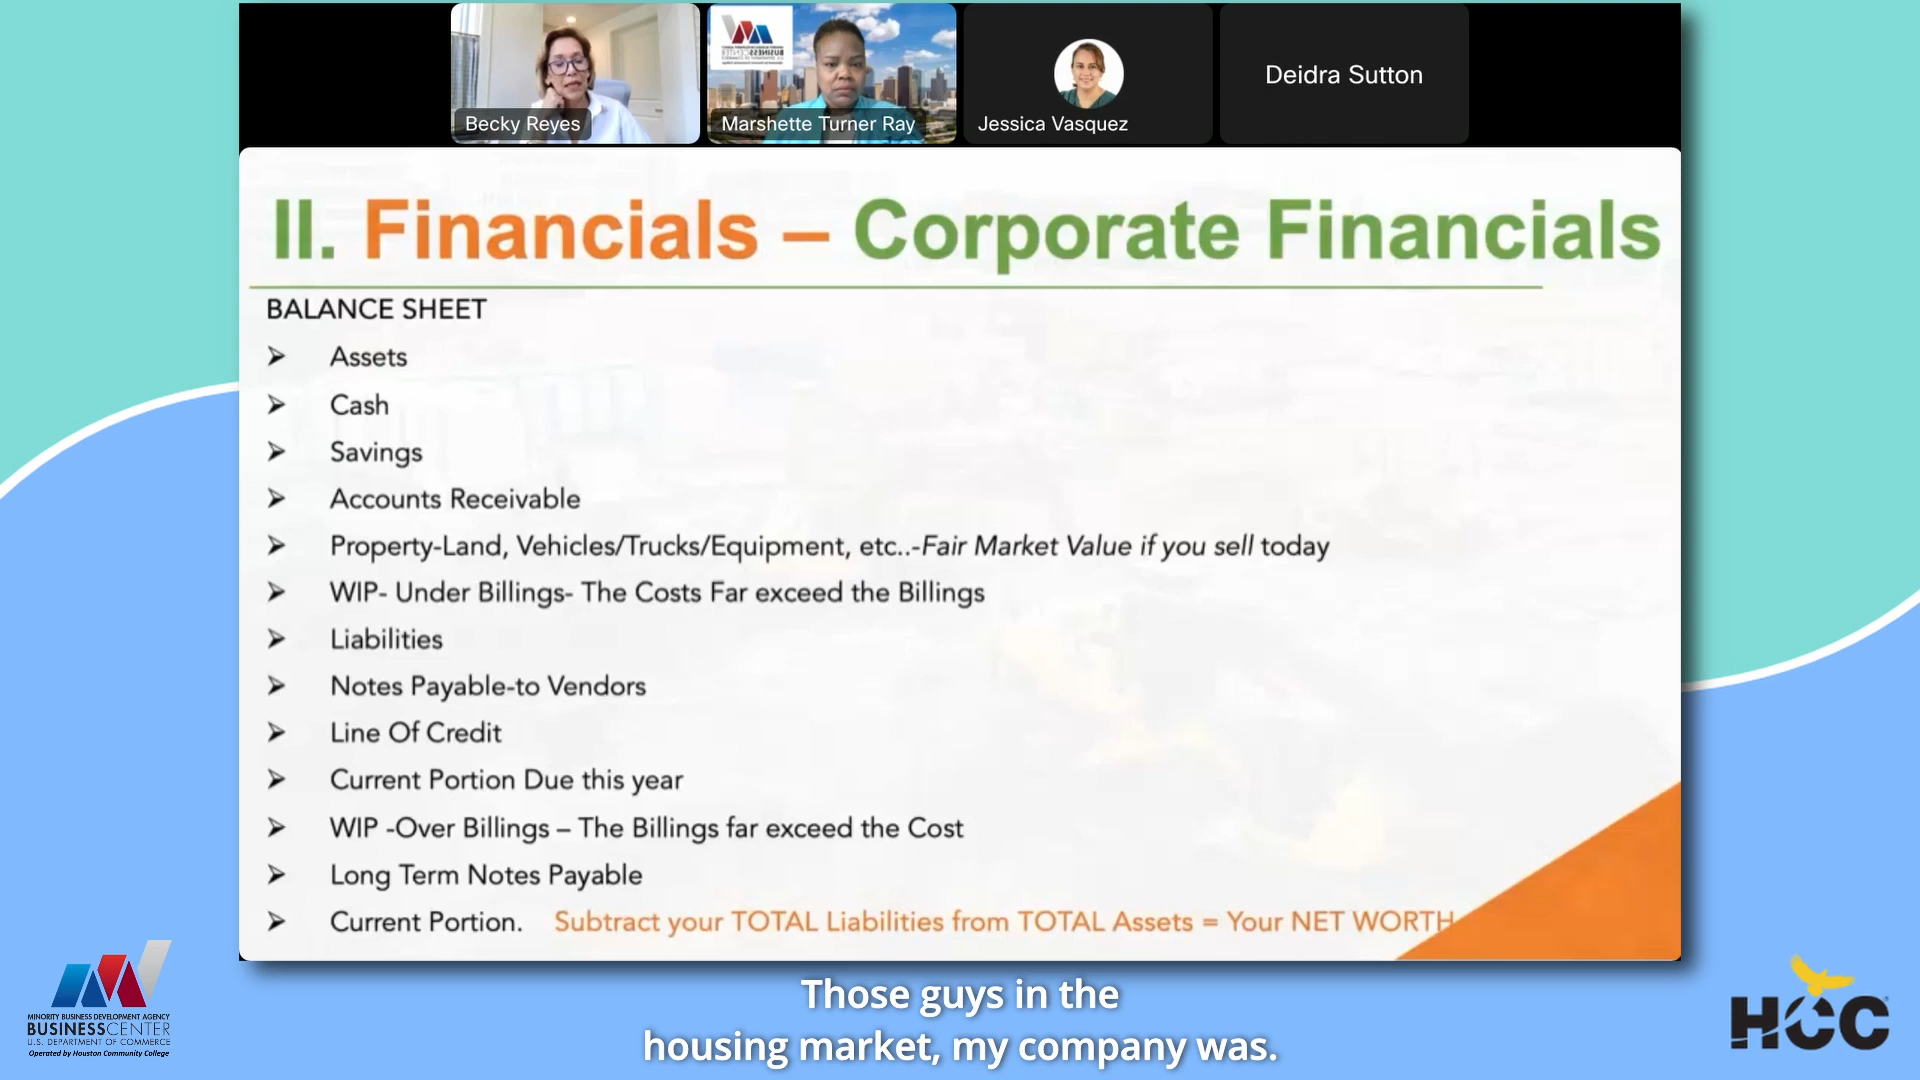 Becky Reyes
Marshette Turner Ray
Jessica Vasquez
Deidra Sutton
II. Financials – Corporate Financials
BALANCE SHEET
➢ Assets
➢ Cash
➢ Savings
➢ Accounts Receivable
➢ Property-Land, Vehicles/Trucks/Equipment, etc..-Fair Market Value if you sell today
➢ WIP- Under Billings- The Costs Far exceed the Billings
➢ Liabilities
➢ Notes Payable-to Vendors
➢ Line Of Credit
➢ Current Portion Due this year
➢ WIP -Over Billings – The Billings far exceed the Cost
➢ Long Term Notes Payable
➢ Current Portion. Subtract your TOTAL Liabilities from TOTAL Assets = Your NET WORTH
MINORITY BUSINESS DEVELOPMENT AGENCY
BUSINESSCENTER
U.S. DEPARTMENT OF COMMERCE
Operated by Houston Community College
Those guys in the
housing market, my company was.
HCC